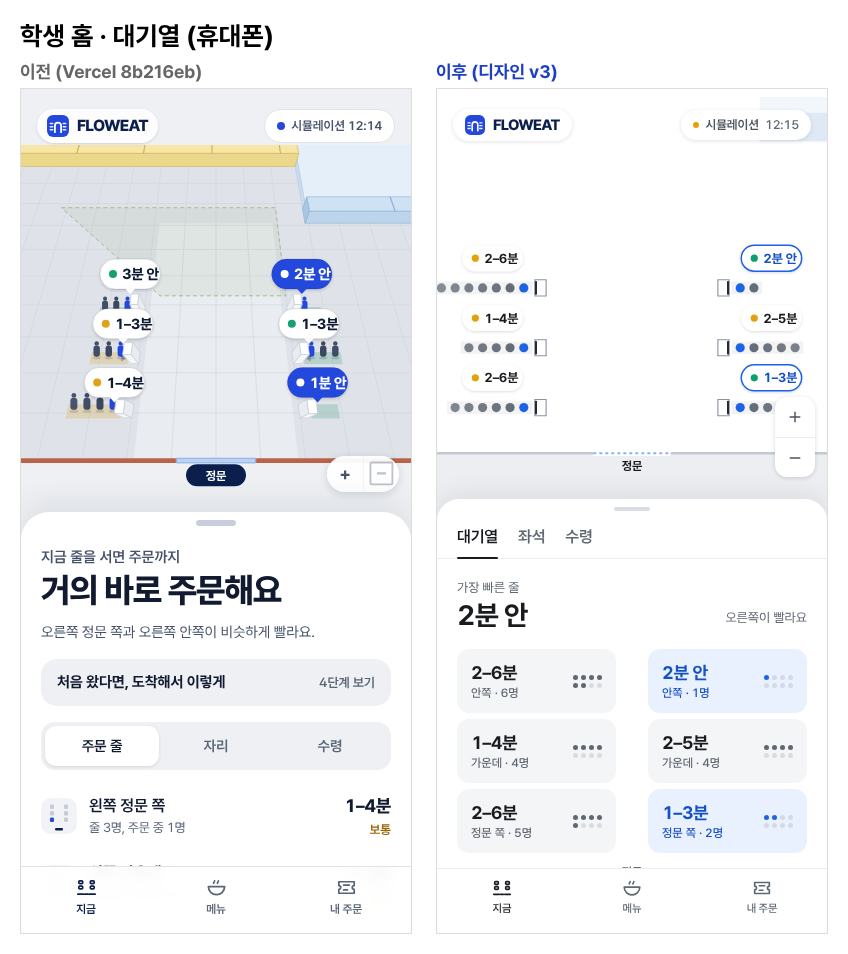 학생 홈 · 대기열 (휴대폰)
이전 (Vercel 8b216eb)
FLOWEAT
시뮬레이션 12:14
3분 안
2분 안
1–3분
1–3분
1–4분
1분 안
정문
+
−
지금 줄을 서면 주문까지
거의 바로 주문해요
오른쪽 정문 쪽과 오른쪽 안쪽이 비슷하게 빨라요.
처음 왔다면, 도착해서 이렇게
4단계 보기
주문 줄
자리
수령
왼쪽 정문 쪽
1–4분
줄 3명, 주문 중 1명
보통
지금
메뉴
내 주문
이후 (디자인 v3)
FLOWEAT
시뮬레이션 12:15
2–6분
2분 안
1–4분
2–5분
2–6분
1–3분
+
−
정문
대기열
좌석
수령
가장 빠른 줄
2분 안
오른쪽이 빨라요
2–6분
안쪽 · 6명
2분 안
안쪽 · 1명
1–4분
가운데 · 4명
2–5분
가운데 · 4명
2–6분
정문 쪽 · 5명
1–3분
정문 쪽 · 2명
지금
메뉴
내 주문